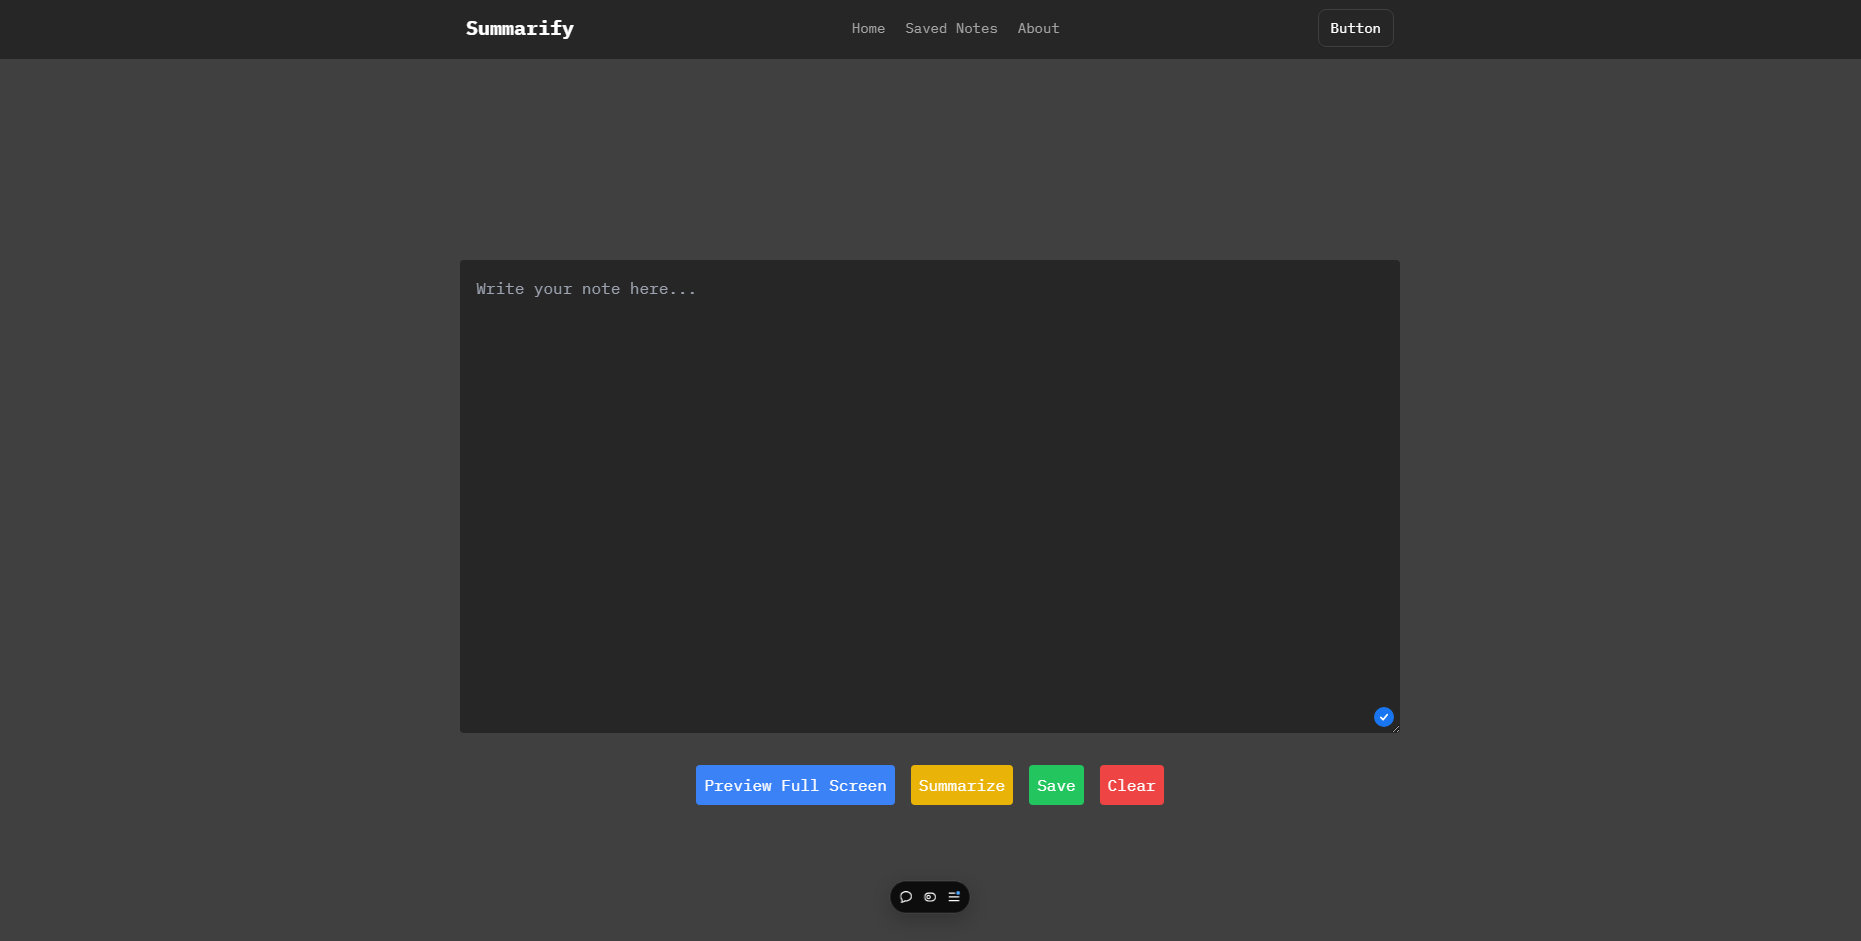 Summarify
Home Saved Notes About
Button
Write your note here...
Preview Full Screen Summarize Save Clear